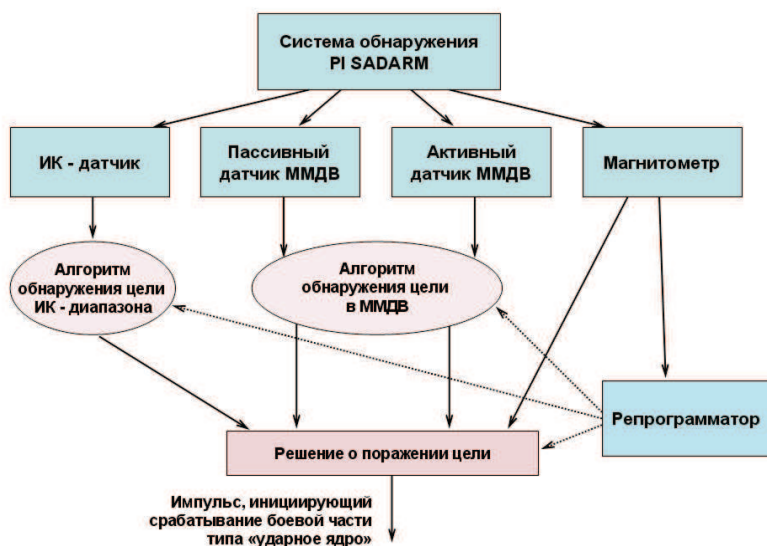 Система обнаружения
PI SADARM
ИК - датчик
Пассивный
датчик ММДВ
Активный
датчик ММДВ
Магнитометр
Алгоритм
обнаружения цели
ИК - диапазона
Алгоритм
обнаружения цели
в ММДВ
Репрограмматор
Решение о поражении цели
Импульс, инициирующий
срабатывание боевой части
типа «ударное ядро»